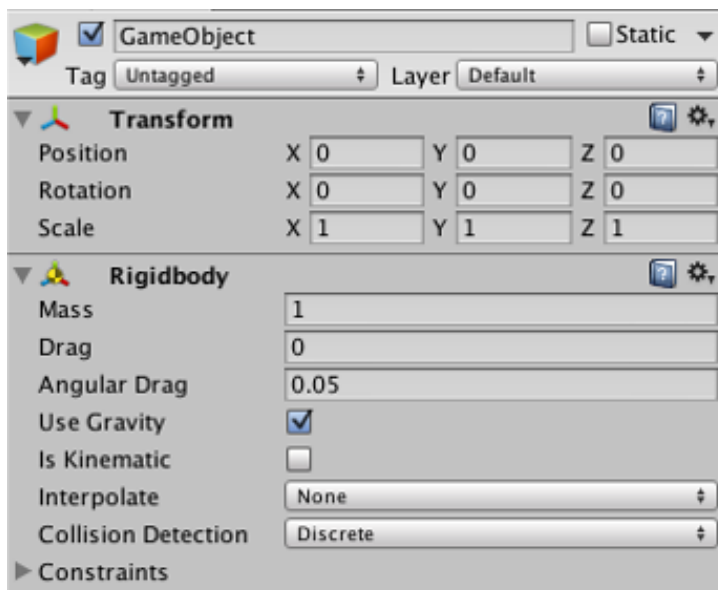 GameObject Static
Tag Untagged Layer Default
Transform
Position X 0 Y 0 Z 0
Rotation X 0 Y 0 Z 0
Scale X 1 Y 1 Z 1
Rigidbody
Mass 1
Drag 0
Angular Drag 0.05
Use Gravity
Is Kinematic
Interpolate None
Collision Detection Discrete
Constraints